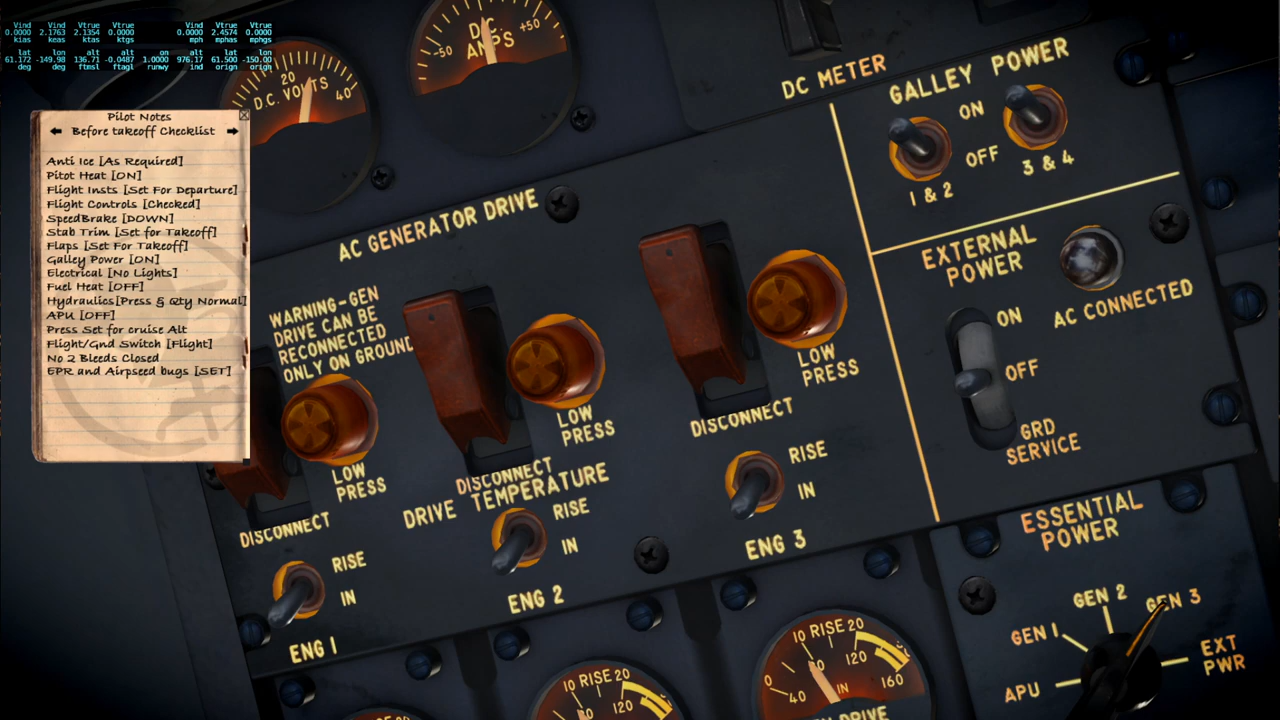 Vind Vind Vtrue Vtrue Vind Vtrue Vtrue
0.0000 2.1763 2.1354 0.0000 0.0000 2.4574 0.0000
kias keas ktas ktgs mph mphas mphgs
lat lon alt alt on alt lat lon
61.172 -149.98 136.71 -0.0487 1.0000 976.17 61.500 -150.00
deg deg ftmsl ftagl runwy ind orign orign
Pilot Notes
Before takeoff Checklist
Anti Ice [As Required]
Pitot Heat [ON]
Flight Insts [Set For Departure]
Flight Controls [Checked]
SpeedBrake [DOWN]
Stab Trim [Set for Takeoff]
Flaps [Set For Takeoff]
Galley Power [ON]
Electrical [No Lights]
Fuel Heat [OFF]
Hydraulics[Press & Qty Normal]
APU [OFF]
Press Set for cruise Alt
Flight/Gnd Switch [Flight]
No 2 Bleeds Closed
EPR and Airpseed bugs [SET]
20
40
D.C. VOLTS
-50
+50
D.C.
AMPS
DC METER
GALLEY POWER
ON
OFF
1 & 2
3 & 4
AC GENERATOR DRIVE
WARNING-GEN
DRIVE CAN BE
RECONNECTED
ONLY ON GROUND
LOW
PRESS
LOW
PRESS
LOW
PRESS
DISCONNECT
DISCONNECT
DISCONNECT
DRIVE TEMPERATURE
RISE
IN
RISE
IN
RISE
IN
ENG 1
ENG 2
ENG 3
EXTERNAL
POWER
AC CONNECTED
ON
OFF
GRD
SERVICE
ESSENTIAL
POWER
GEN 1
GEN 2
GEN 3
APU
EXT
PWR
10 RISE 20
120
10 RISE 20
0
40
120
160
IN
DRIVE